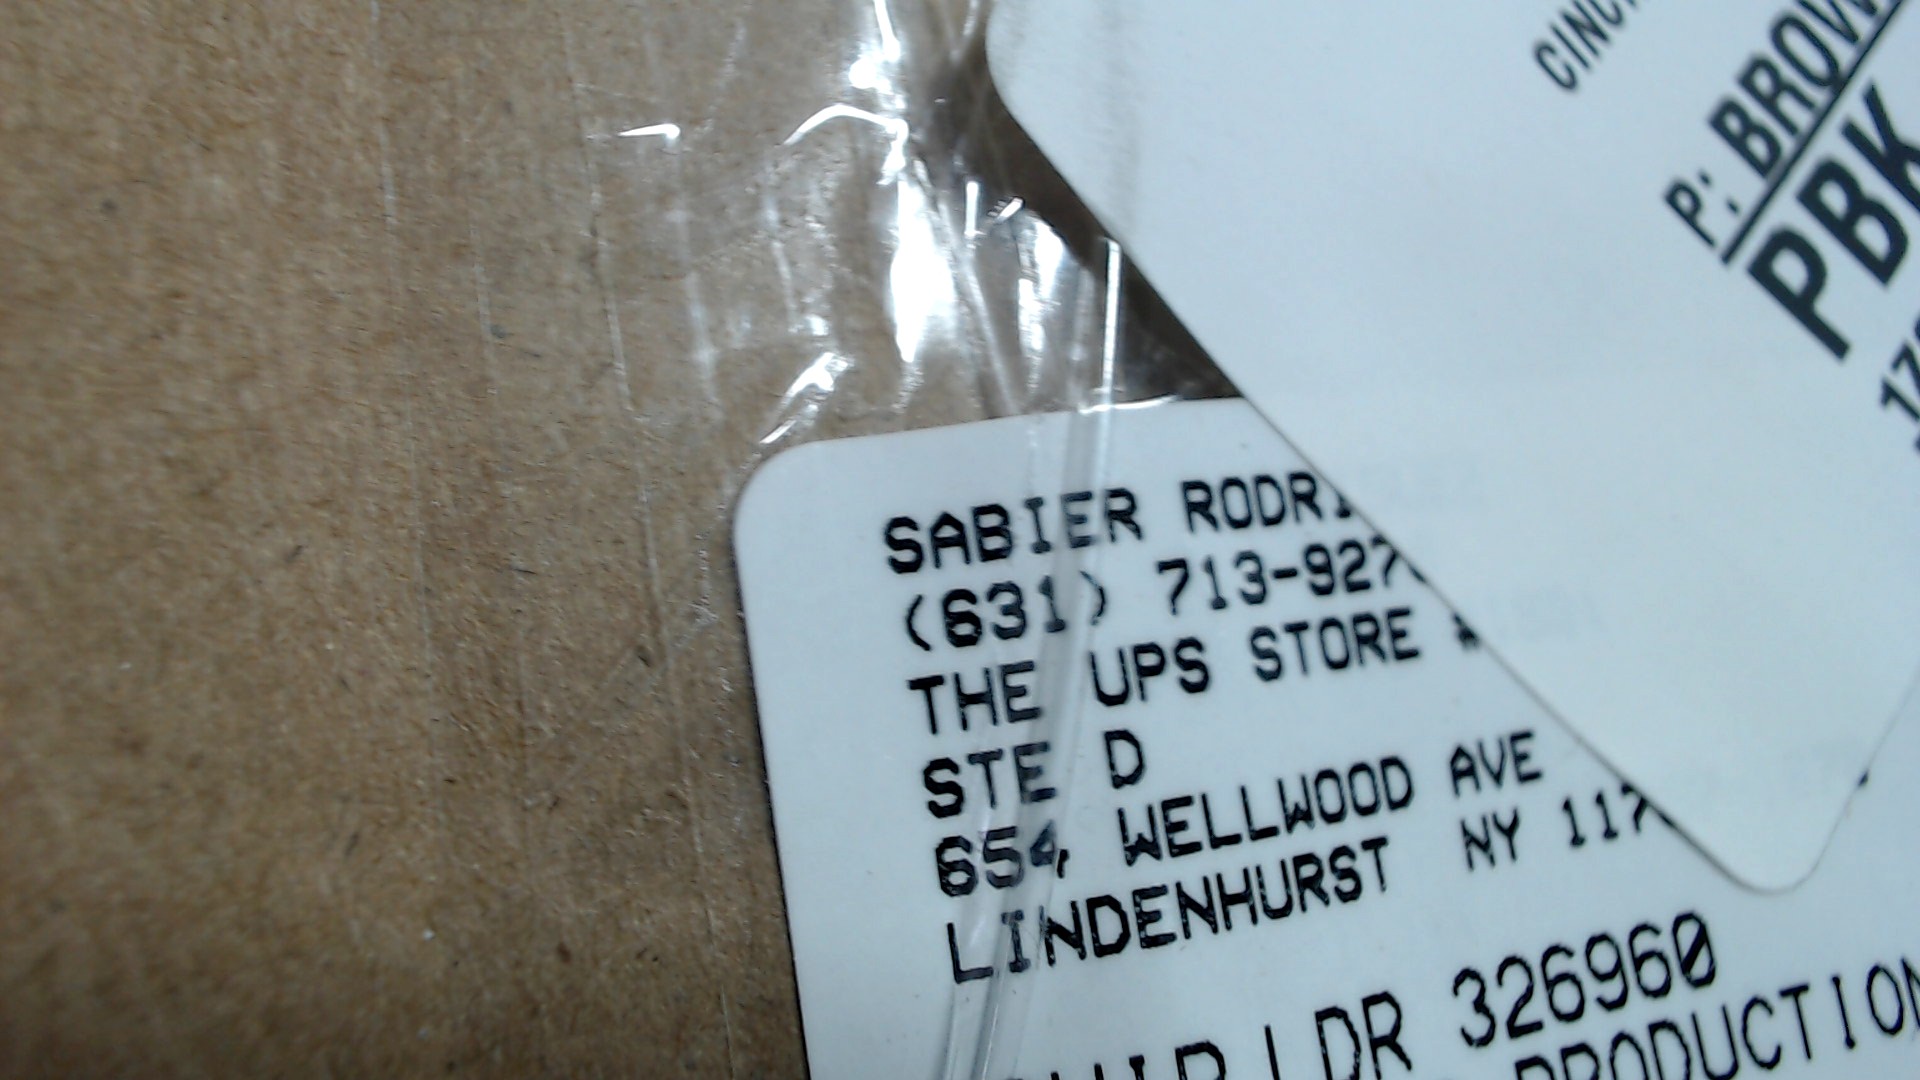 SABIER RODRI
(631) 713-927
THE UPS STORE
STE D
654 WELLWOOD AVE
LINDENHURST NY 117
LDR 326960
PRODUCTION
CINC
P: BROW
PBK